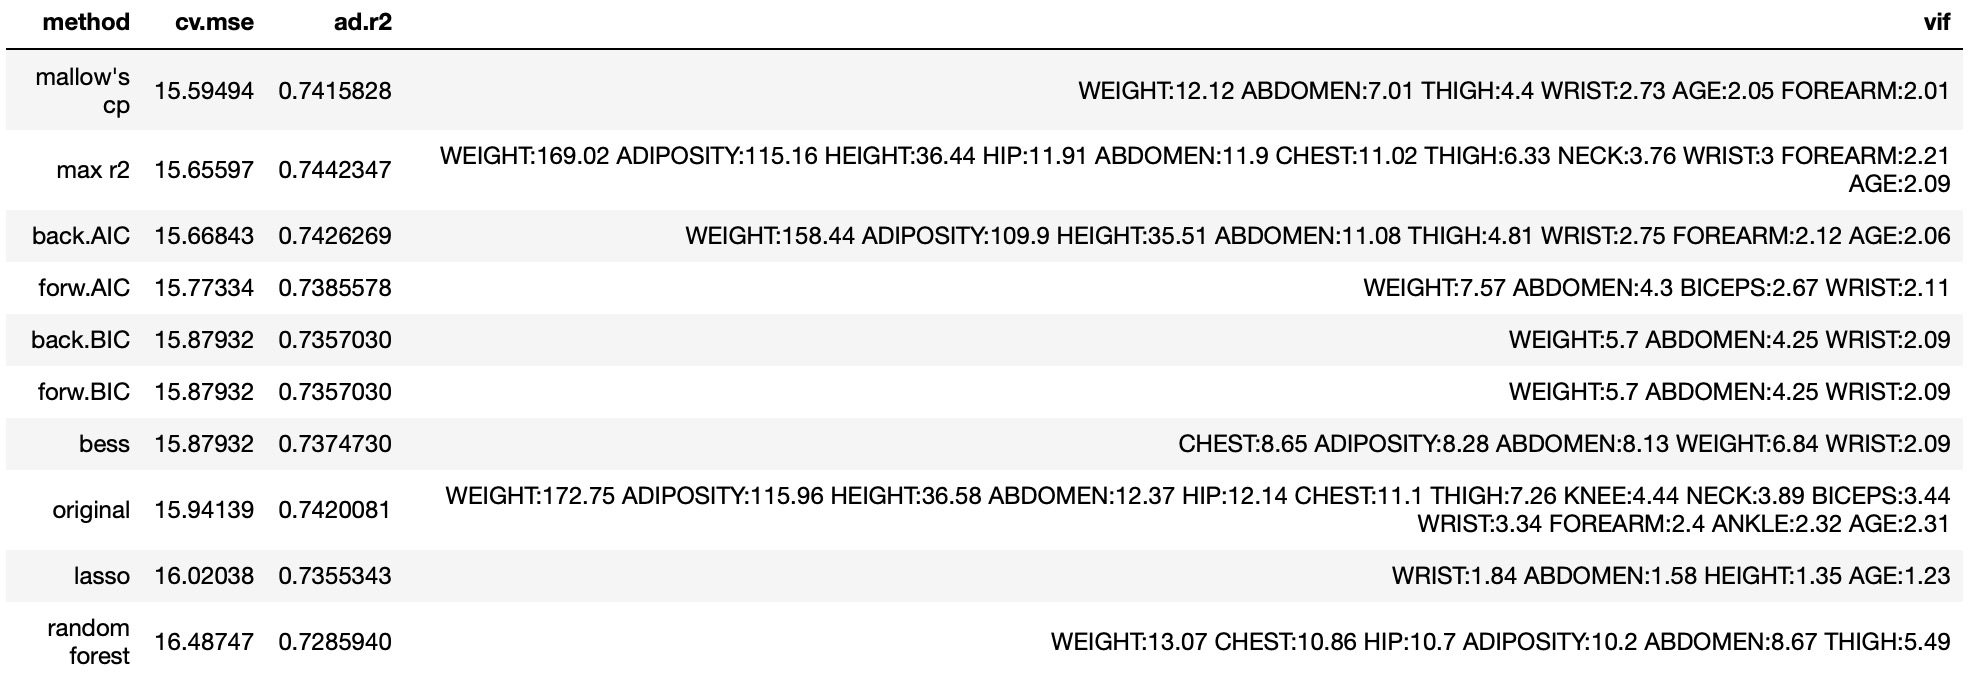 method cv.mse ad.r2 vif
mallow's
cp 15.59494 0.7415828 WEIGHT:12.12 ABDOMEN:7.01 THIGH:4.4 WRIST:2.73 AGE:2.05 FOREARM:2.01
max r2 15.65597 0.7442347 WEIGHT:169.02 ADIPOSITY:115.16 HEIGHT:36.44 HIP:11.91 ABDOMEN:11.9 CHEST:11.02 THIGH:6.33 NECK:3.76 WRIST:3 FOREARM:2.21
AGE:2.09
back.AIC 15.66843 0.7426269 WEIGHT:158.44 ADIPOSITY:109.9 HEIGHT:35.51 ABDOMEN:11.08 THIGH:4.81 WRIST:2.75 FOREARM:2.12 AGE:2.06
forw.AIC 15.77334 0.7385578 WEIGHT:7.57 ABDOMEN:4.3 BICEPS:2.67 WRIST:2.11
back.BIC 15.87932 0.7357030 WEIGHT:5.7 ABDOMEN:4.25 WRIST:2.09
forw.BIC 15.87932 0.7357030 WEIGHT:5.7 ABDOMEN:4.25 WRIST:2.09
bess 15.87932 0.7374730 CHEST:8.65 ADIPOSITY:8.28 ABDOMEN:8.13 WEIGHT:6.84 WRIST:2.09
original 15.94139 0.7420081 WEIGHT:172.75 ADIPOSITY:115.96 HEIGHT:36.58 ABDOMEN:12.37 HIP:12.14 CHEST:11.1 THIGH:7.26 KNEE:4.44 NECK:3.89 BICEPS:3.44
WRIST:3.34 FOREARM:2.4 ANKLE:2.32 AGE:2.31
lasso 16.02038 0.7355343 WRIST:1.84 ABDOMEN:1.58 HEIGHT:1.35 AGE:1.23
random
forest 16.48747 0.7285940 WEIGHT:13.07 CHEST:10.86 HIP:10.7 ADIPOSITY:10.2 ABDOMEN:8.67 THIGH:5.49